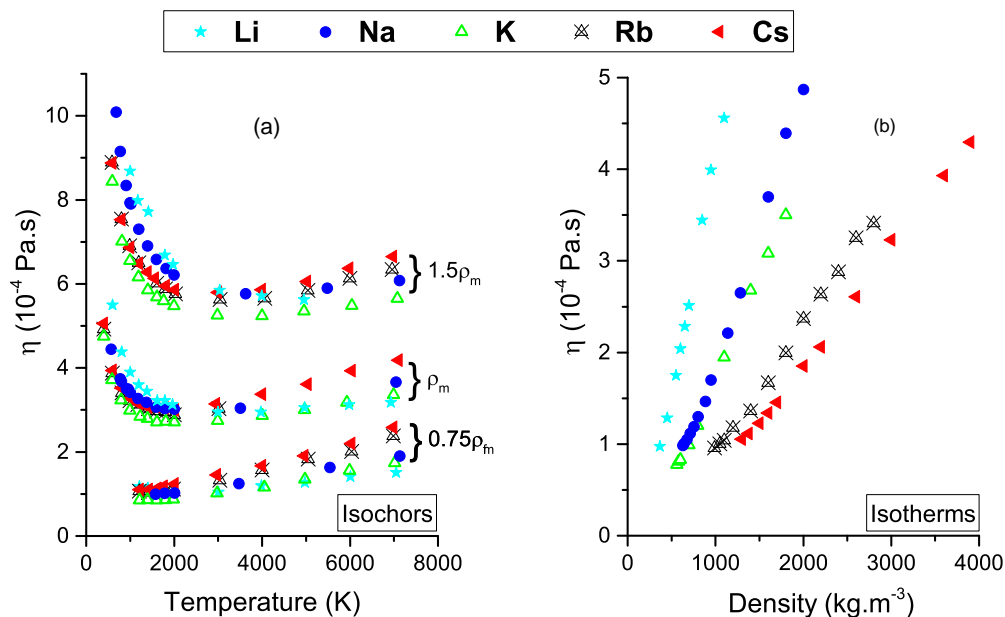 Li Na K Rb Cs
(a)
η (10⁻⁴ Pa.s)
10
8
6
4
2
0
1.5ρₘ
ρₘ
0.75ρfn
Isochors
0 2000 4000 6000 8000
Temperature (K)
(b)
η (10⁻⁴ Pa.s)
5
4
3
2
1
0
Isotherms
0 1000 2000 3000 4000
Density (kg.m⁻³)